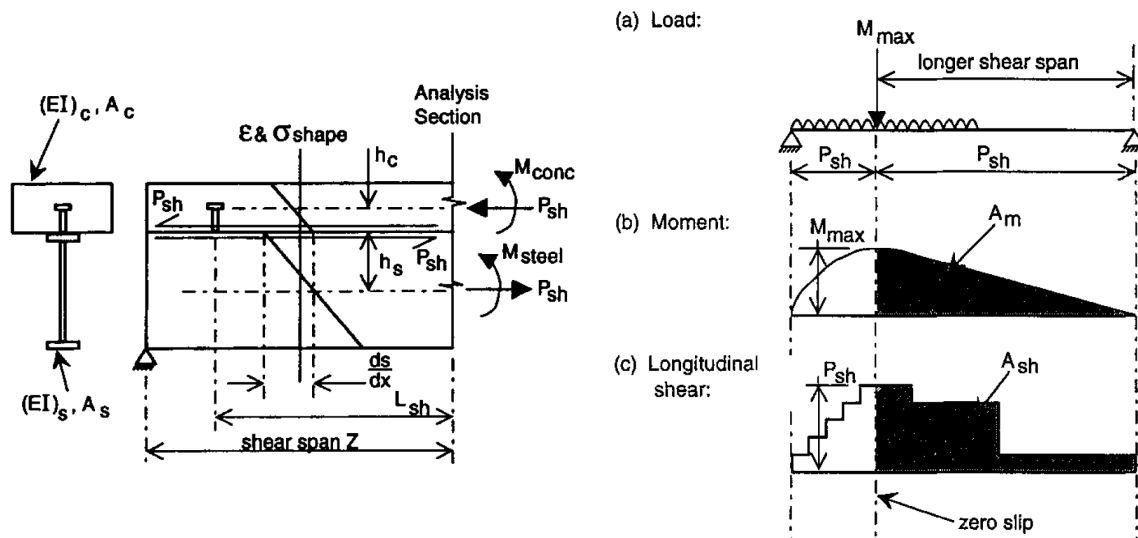 (EI)c, Ac
(EI)s, As
ε & σ shape
Analysis
Section
hc
Mconc
Psh
Psh
Psh
hs
Msteel
Psh
ds
dx
Lsh
shear span Z
(a) Load:
Mmax
longer shear span
Psh
Psh
(b) Moment:
Mmax
Am
(c) Longitudinal
shear:
Psh
Ash
zero slip